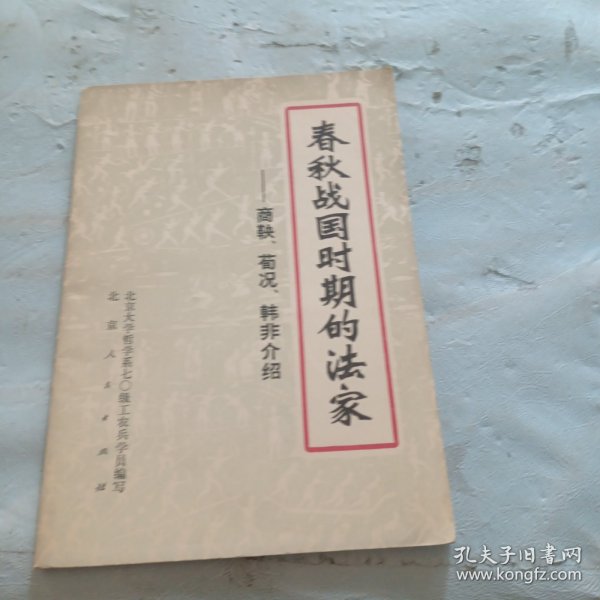 春秋战国时期的法家
——商鞅、荀况、韩非介绍
北京大学哲学系七〇级工农兵学员编写
北京人民出版社
孔夫子旧书网
www.kongfz.com